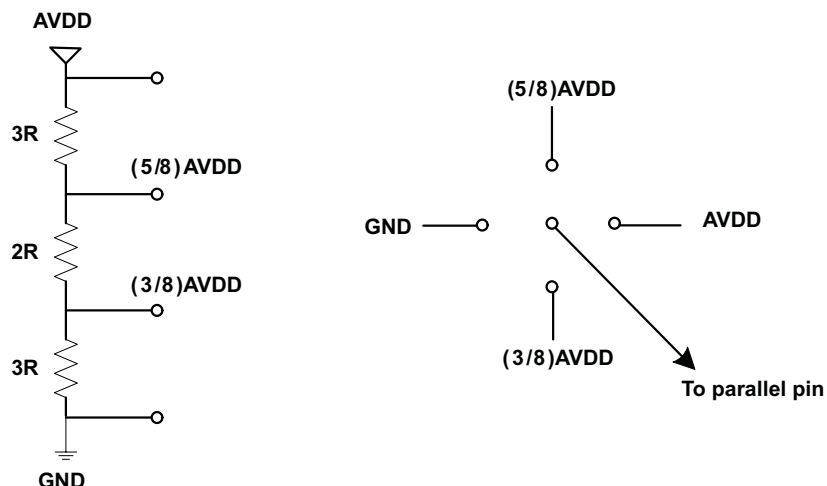 AVDD
3R
(5/8)AVDD
2R
(3/8)AVDD
3R
GND
(5/8)AVDD
GND
AVDD
(3/8)AVDD
To parallel pin